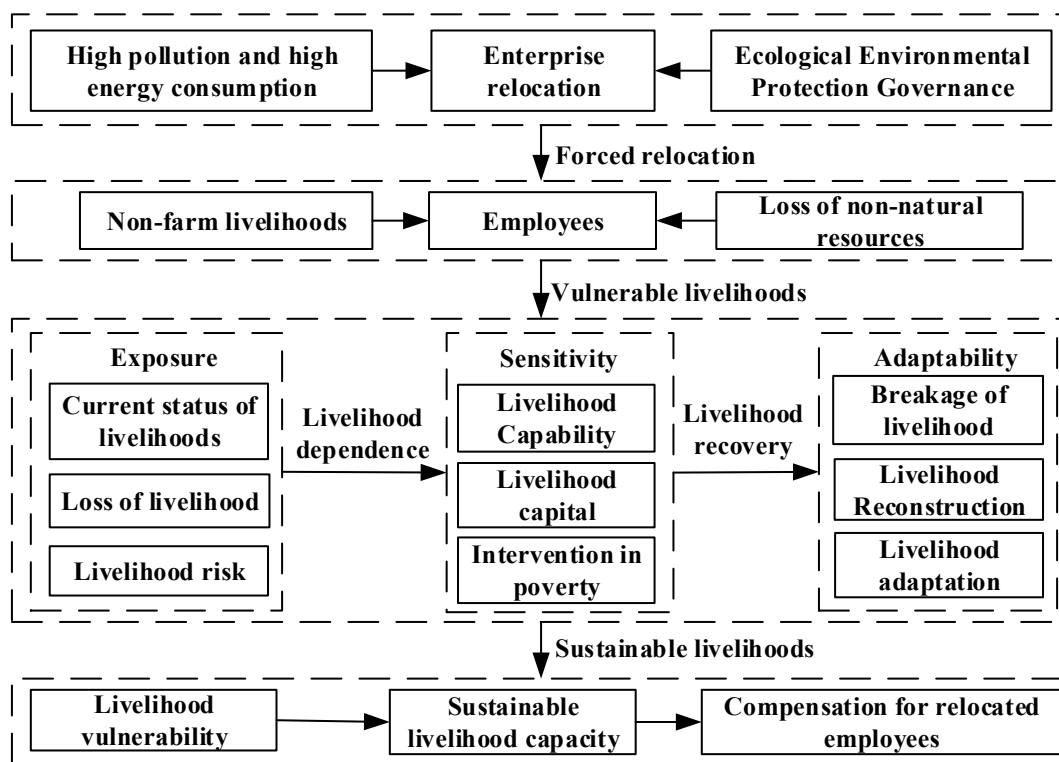 High pollution and high
energy consumption
Enterprise
relocation
Ecological Environmental
Protection Governance
Forced relocation
Non-farm livelihoods
Employees
Loss of non-natural
resources
Vulnerable livelihoods
Exposure
Current status of
livelihoods
Loss of livelihood
Livelihood risk
Livelihood
dependence
Sensitivity
Livelihood
Capability
Livelihood
capital
Intervention in
poverty
Livelihood
recovery
Adaptability
Breakage of
livelihood
Livelihood
Reconstruction
Livelihood
adaptation
Sustainable livelihoods
Livelihood
vulnerability
Sustainable
livelihood capacity
Compensation for relocated
employees